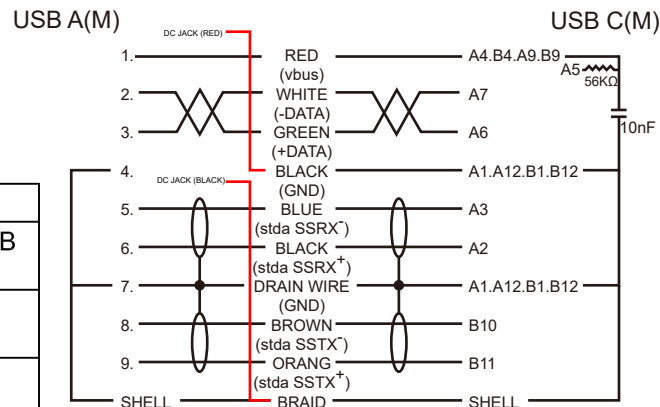 USB A(M) USB C(M)
DC JACK (RED)
1. RED A4.B4.A9.B9
(vbus) A5 56KΩ
2. WHITE A7
(-DATA) 10nF
3. GREEN A6
(+DATA)
4. BLACK A1.A12.B1.B12
DC JACK (BLACK)
(GND)
5. BLUE A3
(stda SSRX⁻)
B
6. BLACK A2
(stda SSRX⁺)
7. DRAIN WIRE A1.A12.B1.B12
(GND)
8. BROWN B10
(stda SSTX⁻)
9. ORANG B11
(stda SSTX⁺)
SHELL BRAID SHELL